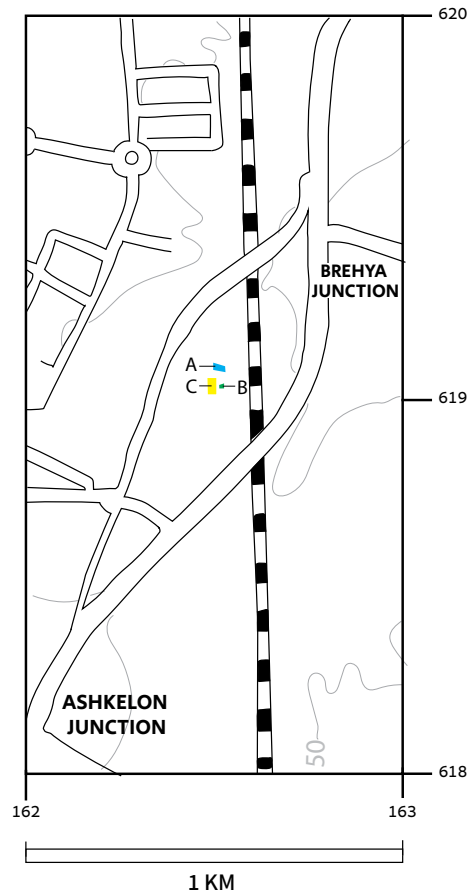 620
BREHYA
JUNCTION
A
C
B
619
ASHKELON
JUNCTION
50
618
162
163
1 KM